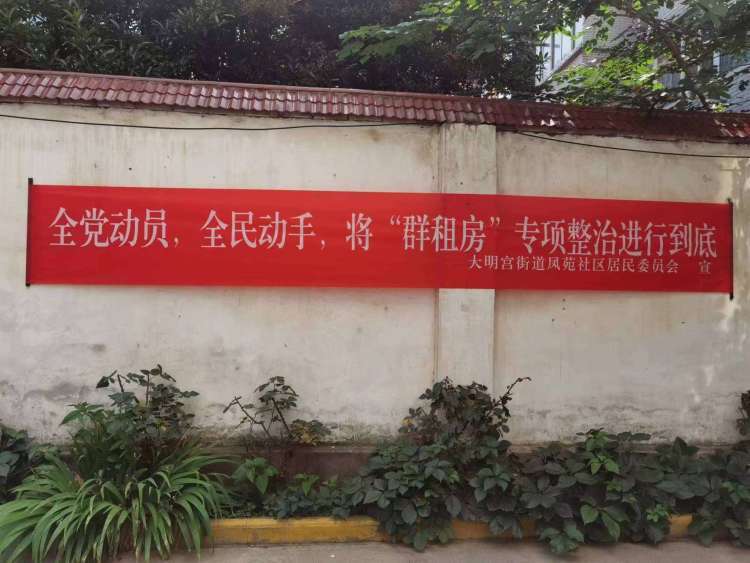 全党动员，全民动手，将“群租房”专项整治进行到底
大明宫街道凤苑社区居民委员会 宣